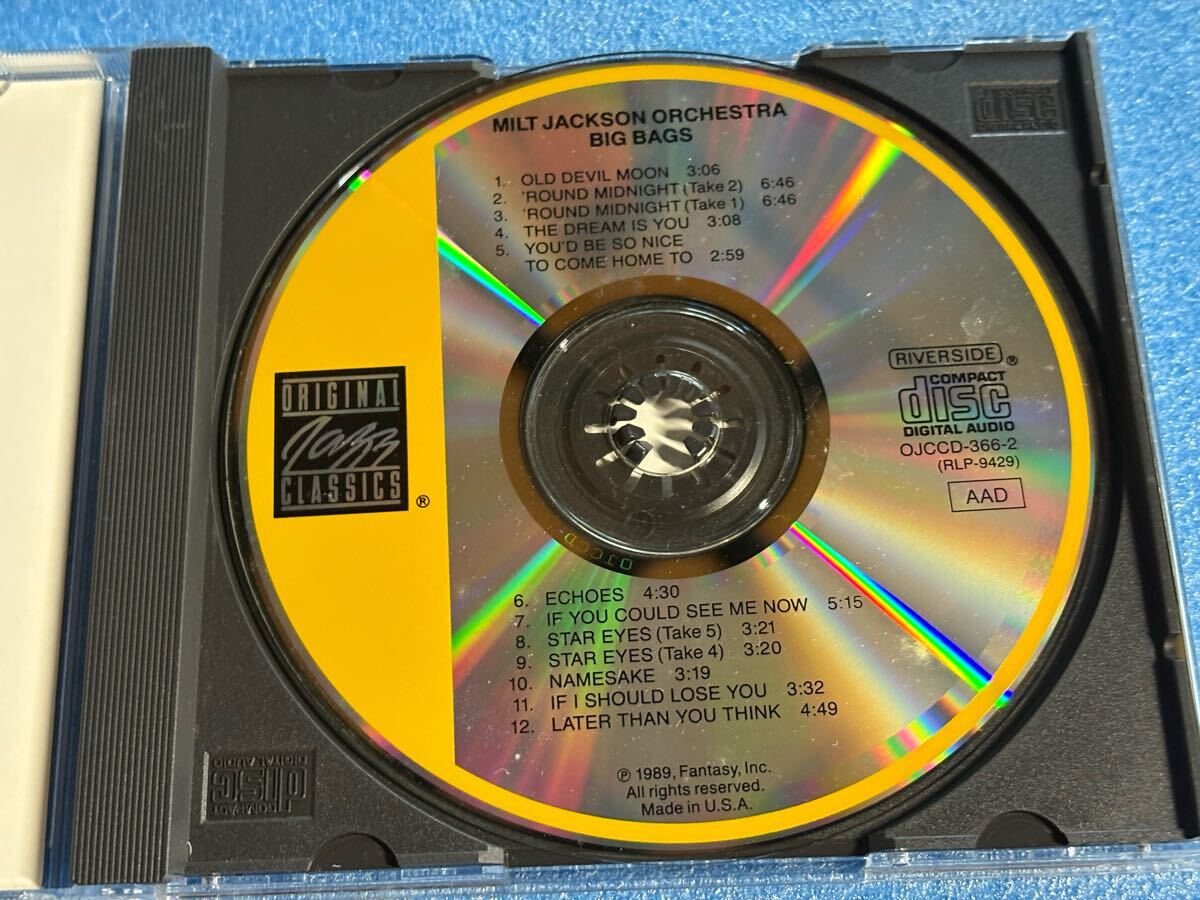 MILT JACKSON ORCHESTRA
BIG BAGS
1. OLD DEVIL MOON 3:06
2. 'ROUND MIDNIGHT (Take 2) 6:46
3. 'ROUND MIDNIGHT (Take 1) 6:46
4. THE DREAM IS YOU 3:08
5. YOU'D BE SO NICE
TO COME HOME TO 2:59
ORIGINAL
Jazz
CLASSICS
®
RIVERSIDE ®
COMPACT
disc
DIGITAL AUDIO
OJCCD-366-2
(RLP-9429)
AAD
OJCCD
6. ECHOES 4:30
7. IF YOU COULD SEE ME NOW 5:15
8. STAR EYES (Take 5) 3:21
9. STAR EYES (Take 4) 3:20
10. NAMESAKE 3:19
11. IF I SHOULD LOSE YOU 3:32
12. LATER THAN YOU THINK 4:49
℗ 1989, Fantasy, Inc.
All rights reserved.
Made in U.S.A.
disc
COMPACT
disc
DIGITAL AUDIO